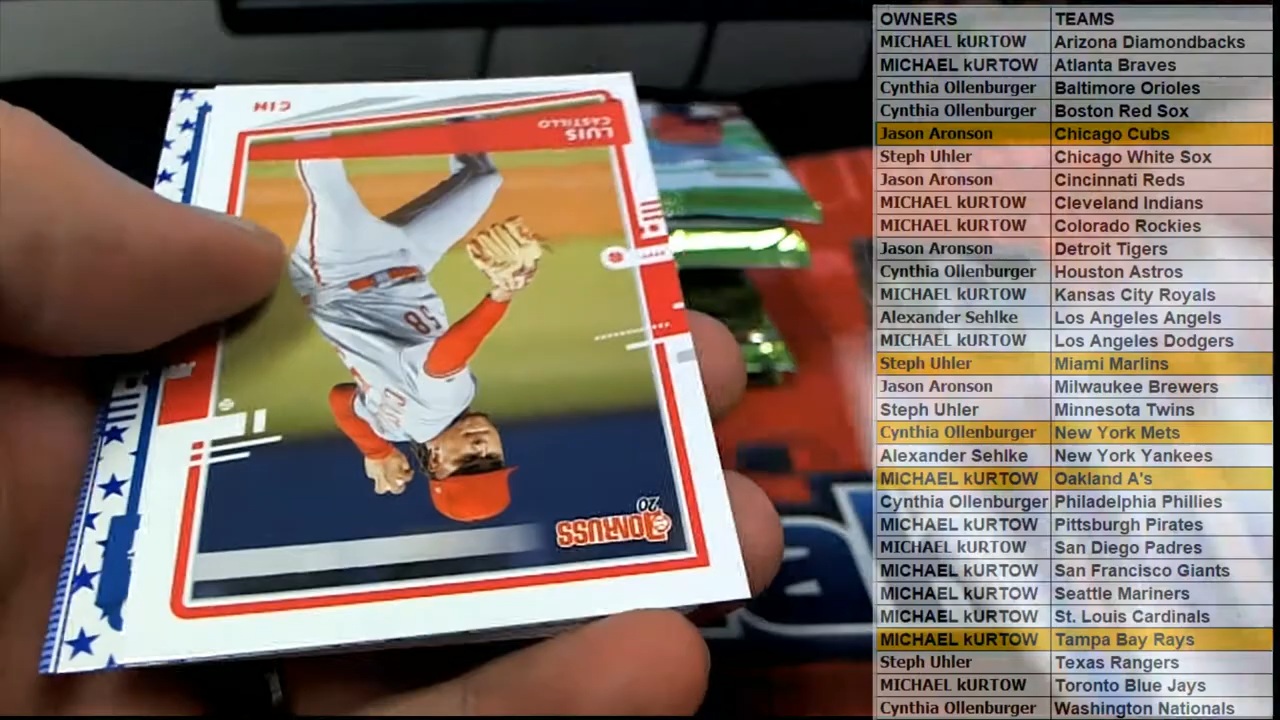 CIN
LUIS
CASTILLO
58
20
DONRUSS
OWNERS TEAMS
MICHAEL kURTOW Arizona Diamondbacks
MICHAEL kURTOW Atlanta Braves
Cynthia Ollenburger Baltimore Orioles
Cynthia Ollenburger Boston Red Sox
Jason Aronson Chicago Cubs
Steph Uhler Chicago White Sox
Jason Aronson Cincinnati Reds
MICHAEL kURTOW Cleveland Indians
MICHAEL kURTOW Colorado Rockies
Jason Aronson Detroit Tigers
Cynthia Ollenburger Houston Astros
MICHAEL kURTOW Kansas City Royals
Alexander Sehlke Los Angeles Angels
MICHAEL kURTOW Los Angeles Dodgers
Steph Uhler Miami Marlins
Jason Aronson Milwaukee Brewers
Steph Uhler Minnesota Twins
Cynthia Ollenburger New York Mets
Alexander Sehlke New York Yankees
MICHAEL kURTOW Oakland A's
Cynthia Ollenburger Philadelphia Phillies
MICHAEL kURTOW Pittsburgh Pirates
MICHAEL kURTOW San Diego Padres
MICHAEL kURTOW San Francisco Giants
MICHAEL kURTOW Seattle Mariners
MICHAEL kURTOW St. Louis Cardinals
MICHAEL kURTOW Tampa Bay Rays
Steph Uhler Texas Rangers
MICHAEL kURTOW Toronto Blue Jays
Cynthia Ollenburger Washington Nationals